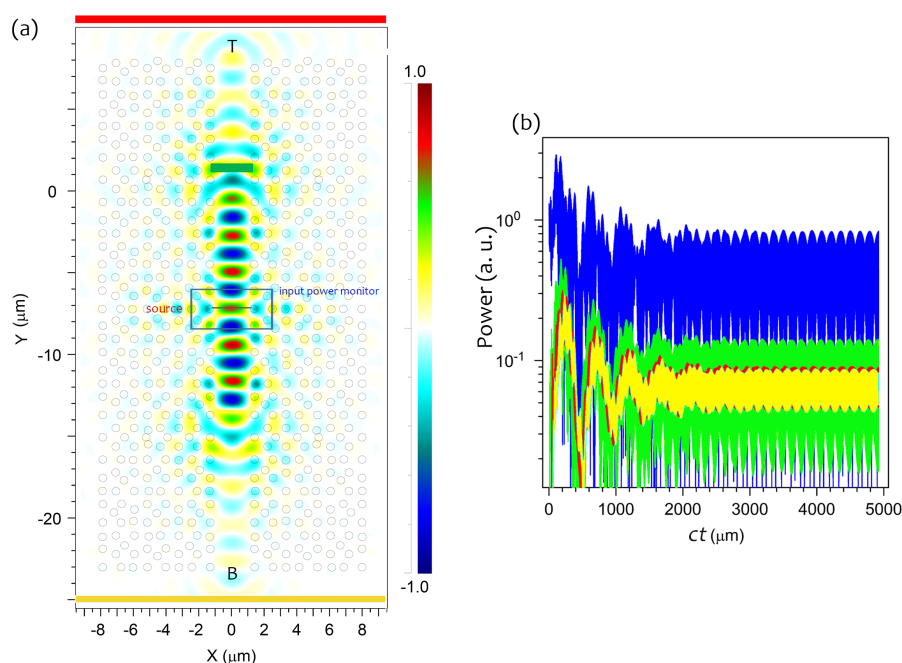 (a)
T
1.0
0
-10
-20
Y (μm)
source
input power monitor
B
-1.0
-8 -6 -4 -2 0 2 4 6 8
X (μm)
(b)
10⁰
10⁻¹
Power (a. u.)
0 1000 2000 3000 4000 5000
ct (μm)